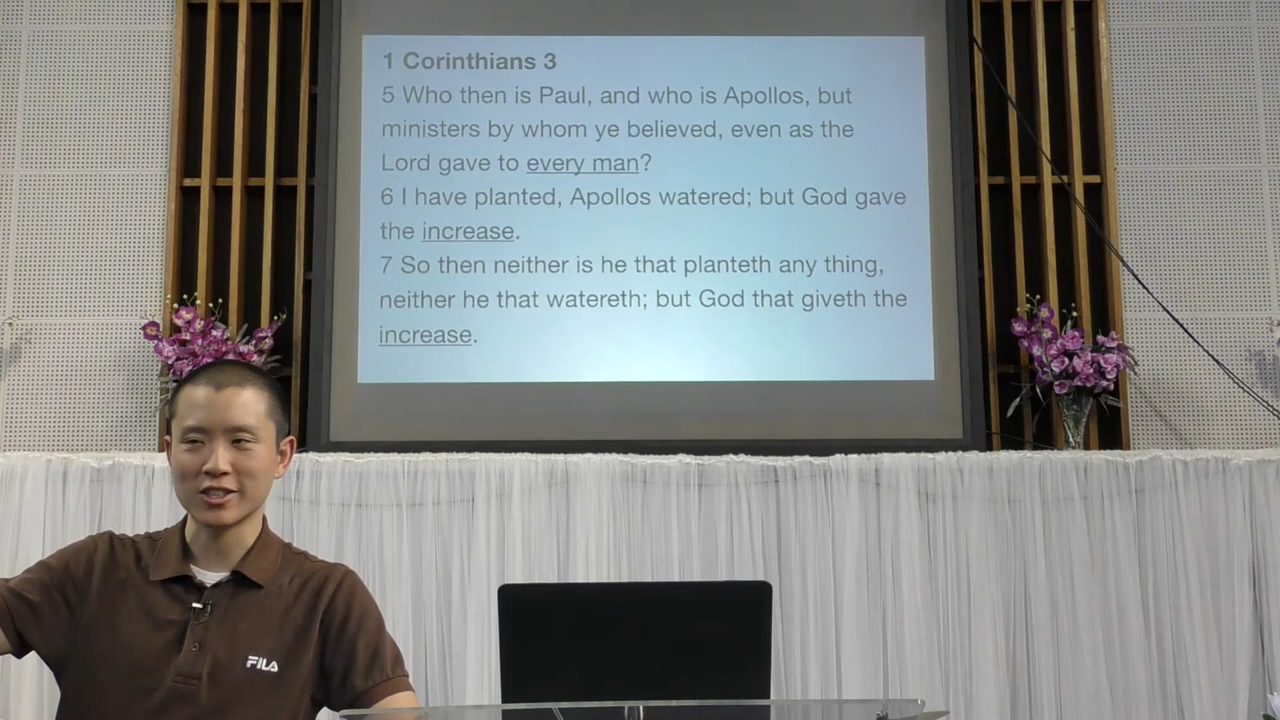 1 Corinthians 3
5 Who then is Paul, and who is Apollos, but
ministers by whom ye believed, even as the
Lord gave to every man?
6 I have planted, Apollos watered; but God gave
the increase.
7 So then neither is he that planteth any thing,
neither he that watereth; but God that giveth the
increase.
FILA